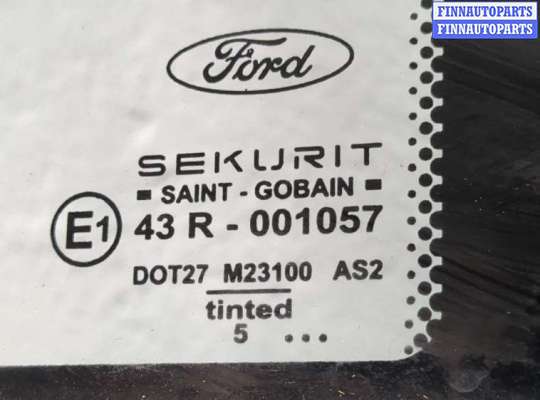 FINNAUTOPARTS
FINNAUTOPARTS
Ford
SEKURIT
SAINT - GOBAIN
E1 43 R - 001057
DOT27 M23100 AS2
tinted
5 ...